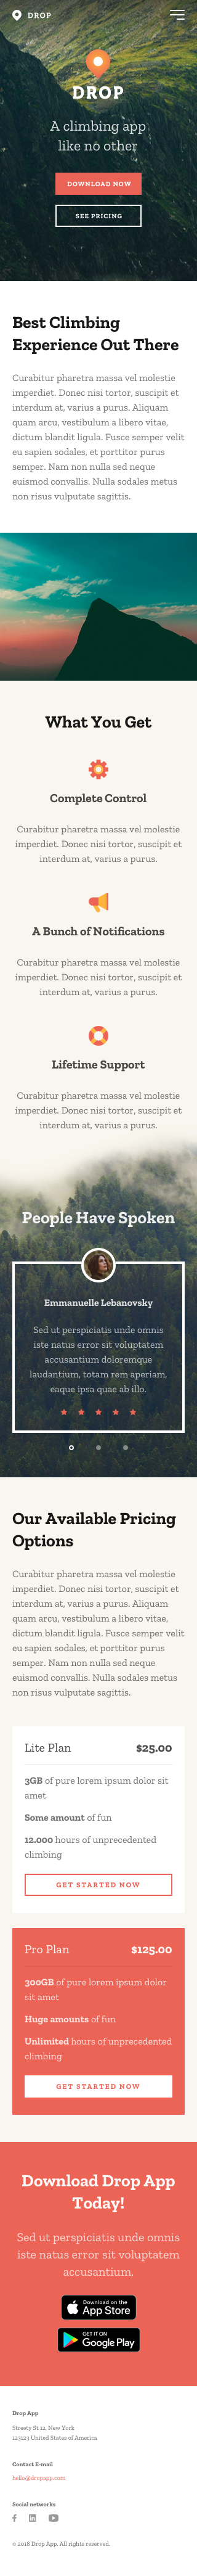 DROP
DROP
A climbing app
like no other
DOWNLOAD NOW
SEE PRICING
Best Climbing
Experience Out There
Curabitur pharetra massa vel molestie
imperdiet. Donec nisi tortor, suscipit et
interdum at, varius a purus. Aliquam
quam arcu, vestibulum a libero vitae,
dictum blandit ligula. Fusce semper velit
eu sapien sodales, et porttitor purus
semper. Nam non nulla sed neque
euismod convallis. Nulla sodales metus
non risus vulputate sagittis.
What You Get
Complete Control
Curabitur pharetra massa vel molestie
imperdiet. Donec nisi tortor, suscipit et
interdum at, varius a purus.
A Bunch of Notifications
Curabitur pharetra massa vel molestie
imperdiet. Donec nisi tortor, suscipit et
interdum at, varius a purus.
Lifetime Support
Curabitur pharetra massa vel molestie
imperdiet. Donec nisi tortor, suscipit et
interdum at, varius a purus.
People Have Spoken
Emmanuelle Lebanovsky
Sed ut perspiciatis unde omnis
iste natus error sit voluptatem
accusantium doloremque
laudantium, totam rem aperiam,
eaque ipsa quae ab illo.
Our Available Pricing
Options
Curabitur pharetra massa vel molestie
imperdiet. Donec nisi tortor, suscipit et
interdum at, varius a purus. Aliquam
quam arcu, vestibulum a libero vitae,
dictum blandit ligula. Fusce semper velit
eu sapien sodales, et porttitor purus
semper. Nam non nulla sed neque
euismod convallis. Nulla sodales metus
non risus vulputate sagittis.
Lite Plan $25.00
3GB of pure lorem ipsum dolor sit
amet
Some amount of fun
12.000 hours of unprecedented
climbing
GET STARTED NOW
Pro Plan $125.00
300GB of pure lorem ipsum dolor
sit amet
Huge amounts of fun
Unlimited hours of unprecedented
climbing
GET STARTED NOW
Download Drop App
Today!
Sed ut perspiciatis unde omnis
iste natus error sit voluptatem
accusantium.
Download on the
App Store
GET IT ON
Google Play
Drop App
Streety St 12, New York
123123 United States of America
Contact E-mail
hello@dropapp.com
Social networks
© 2018 Drop App. All rights reserved.